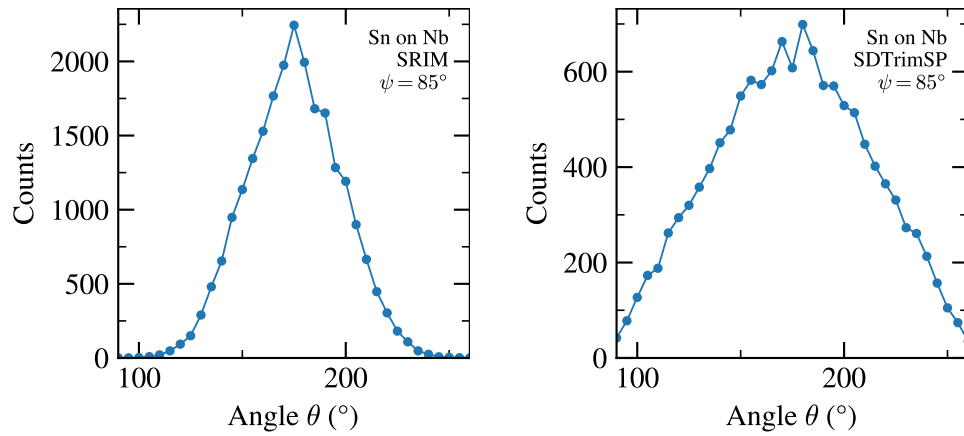 2000
1500
1000
500
0
100
200
Counts
Angle θ (°)
Sn on Nb
SRIM
ψ = 85°
600
400
200
0
100
200
Counts
Angle θ (°)
Sn on Nb
SDTrimSP
ψ = 85°